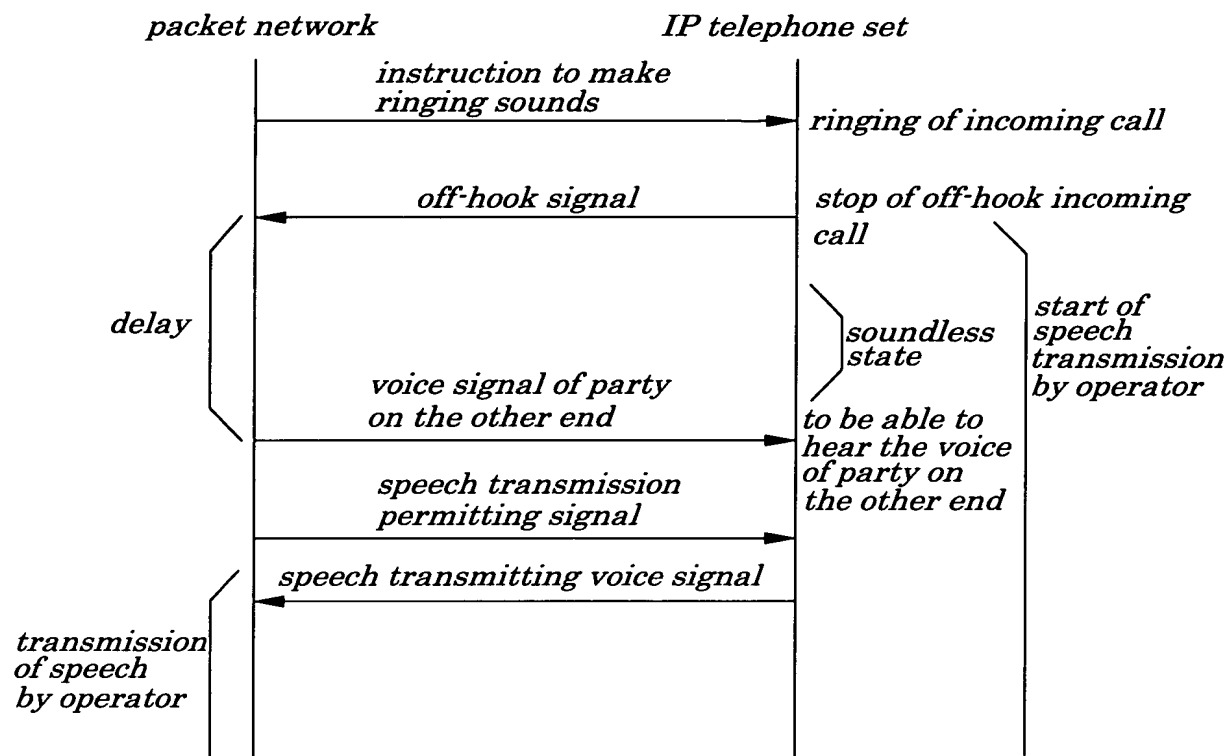 packet network
IP telephone set
instruction to make
ringing sounds
ringing of incoming call
off-hook signal
stop of off-hook incoming
call
delay
soundless
state
start of
speech
transmission
by operator
voice signal of party
on the other end
to be able to
hear the voice
of party on
the other end
speech transmission
permitting signal
speech transmitting voice signal
transmission
of speech
by operator